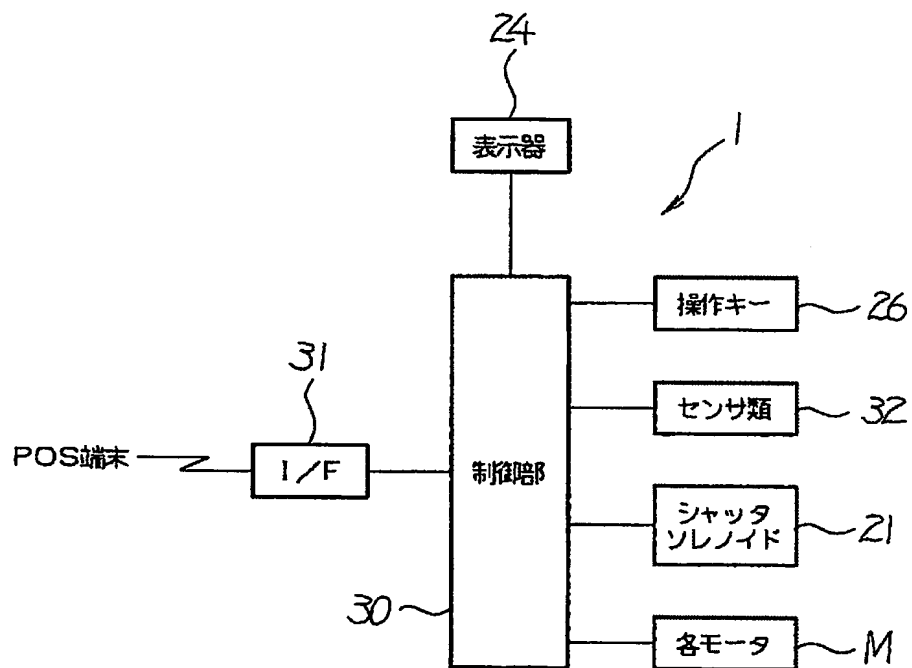 24
表示器
1
操作キー
26
31
センサ類
32
POS端末
I/F
制御部
シャッタ
ソレノイド
21
30
各モータ
M